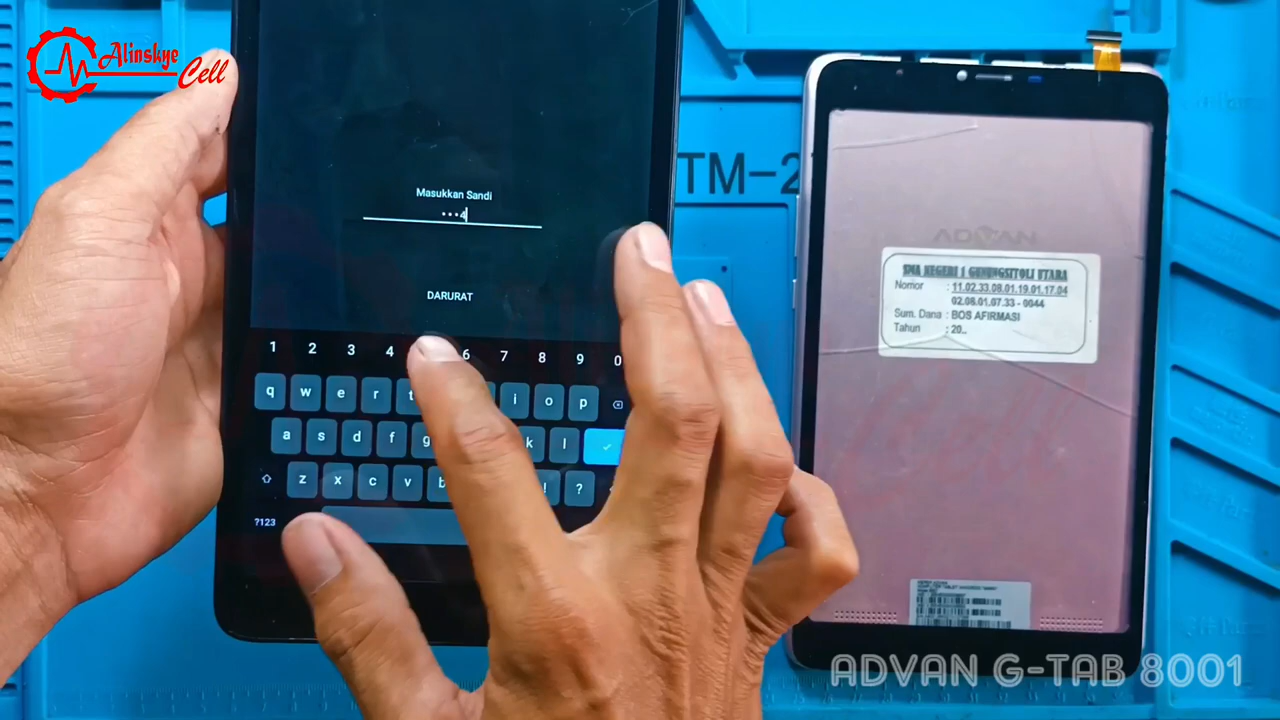 Alinskye
Cell
Masukkan Sandi
•••4
DARURAT
1 2 3 4 6 7 8 9 0
q w e r t i o p
a s d f g k l
z x c v b ! ?
?123
TM-2
ADVAN
SMA NEGERI 1 GUNUNGSITOLI UTARA
Nomor : 11.02.33.08.01.19.01.17.04
02.06.01.07.33 - 0044
Sum. Dana : BOS AFIRMASI
Tahun : 20..
ADVAN G-TAB 8001